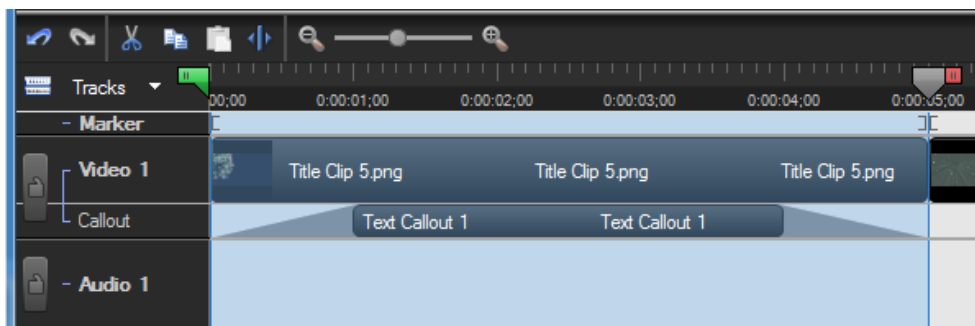 Tracks
00;00 0:00:01;00 0:00:02;00 0:00:03;00 0:00:04;00 0:00:05;00
- Marker
Video 1 Title Clip 5.png Title Clip 5.png Title Clip 5.png
Callout Text Callout 1 Text Callout 1
- Audio 1